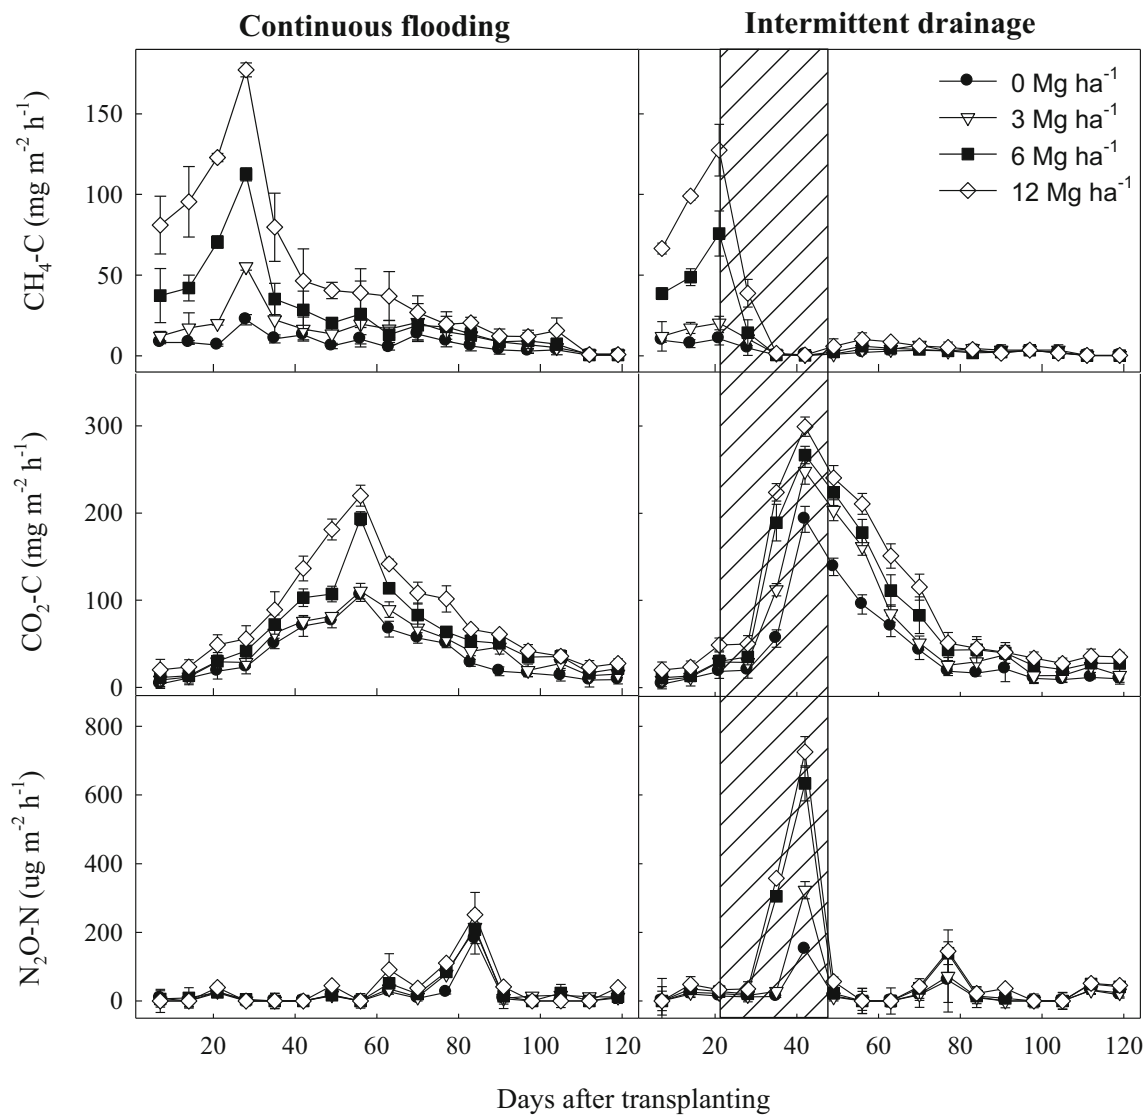 Continuous flooding
Intermittent drainage
0 Mg ha-1
3 Mg ha-1
6 Mg ha-1
12 Mg ha-1
CH4-C (mg m-2 h-1)
150
100
50
0
CO2-C (mg m-2 h-1)
300
200
100
0
N2O-N (ug m-2 h-1)
800
600
400
200
0
20 40 60 80 100 120
20 40 60 80 100 120
Days after transplanting